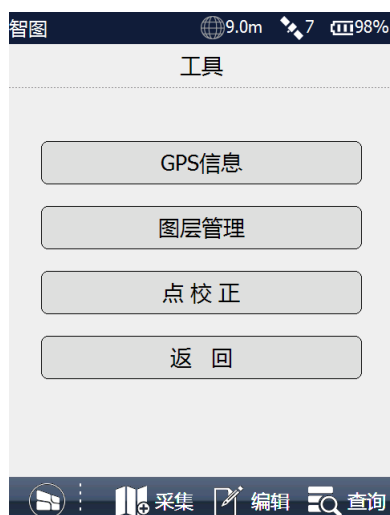 智图 9.0m 7 98%
工具
GPS信息
图层管理
点 校 正
返 回
采集 编辑 查询